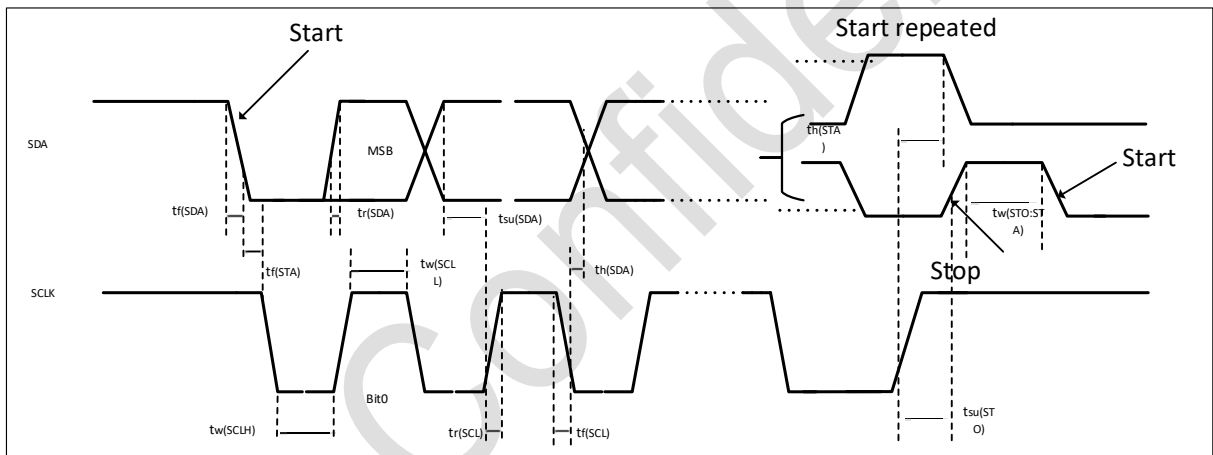 Start
Start repeated
SDA
MSB
th(STA
)
Start
tf(SDA)
tr(SDA)
tsu(SDA)
tw(STO:ST
A)
tf(STA)
tw(SCL
L)
th(SDA)
Stop
SCLK
Bit0
tw(SCLH)
tr(SCL)
tf(SCL)
tsu(ST
O)
Confide